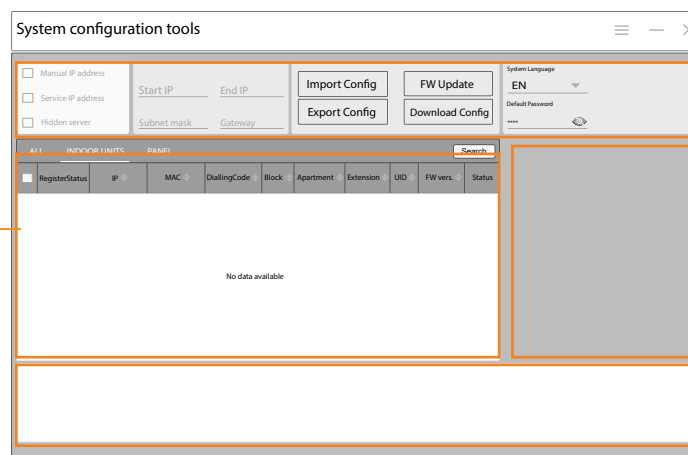 System configuration tools
Manual IP address
Service IP address
Hidden server
Start IP
End IP
Subnet mask
Gateway
Import Config
FW Update
Export Config
Download Config
System Language
EN
Default Password
****
ALL
INDOOR UNITS
PANEL
Search
RegisterStatus
IP
MAC
DiallingCode
Block
Apartment
Extension
UID
FW vers.
Status
No data available